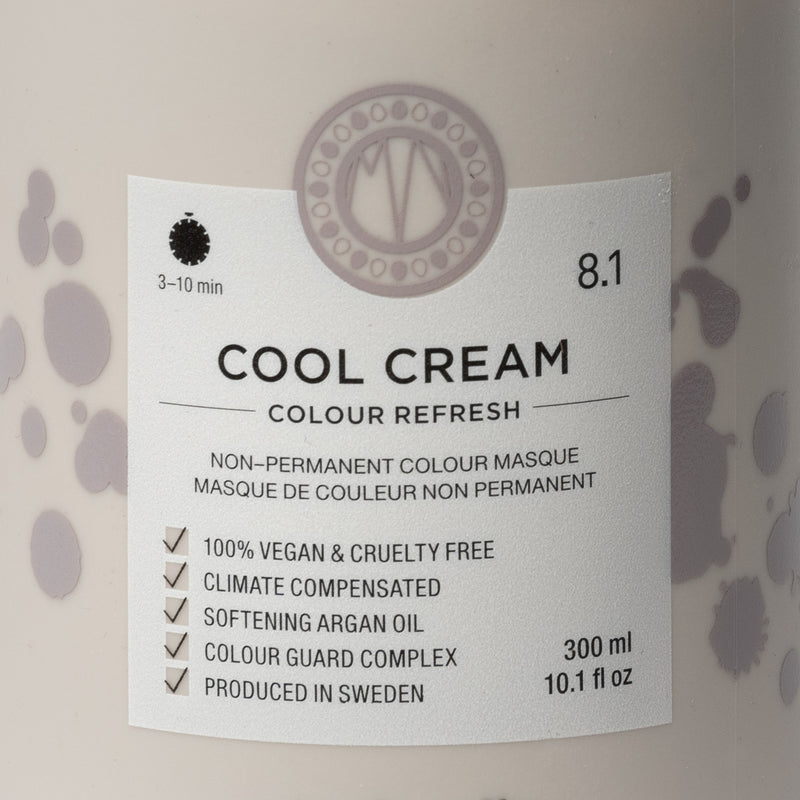 3–10 min
8.1
COOL CREAM
COLOUR REFRESH
NON–PERMANENT COLOUR MASQUE
MASQUE DE COULEUR NON PERMANENT
100% VEGAN & CRUELTY FREE
CLIMATE COMPENSATED
SOFTENING ARGAN OIL
COLOUR GUARD COMPLEX
PRODUCED IN SWEDEN
300 ml
10.1 fl oz